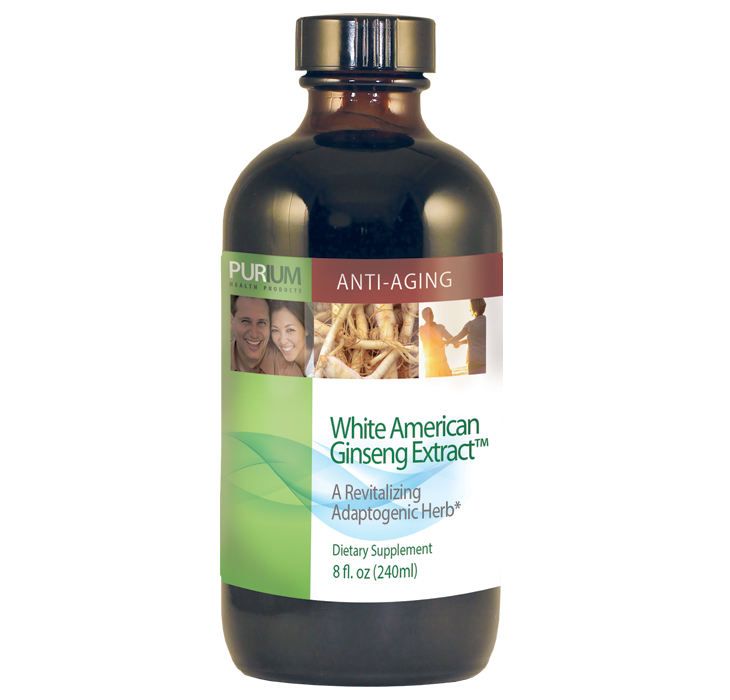 PURIUM
HEALTH PRODUCTS
ANTI-AGING
White American
Ginseng Extract™
A Revitalizing
Adaptogenic Herb*
Dietary Supplement
8 fl. oz (240ml)